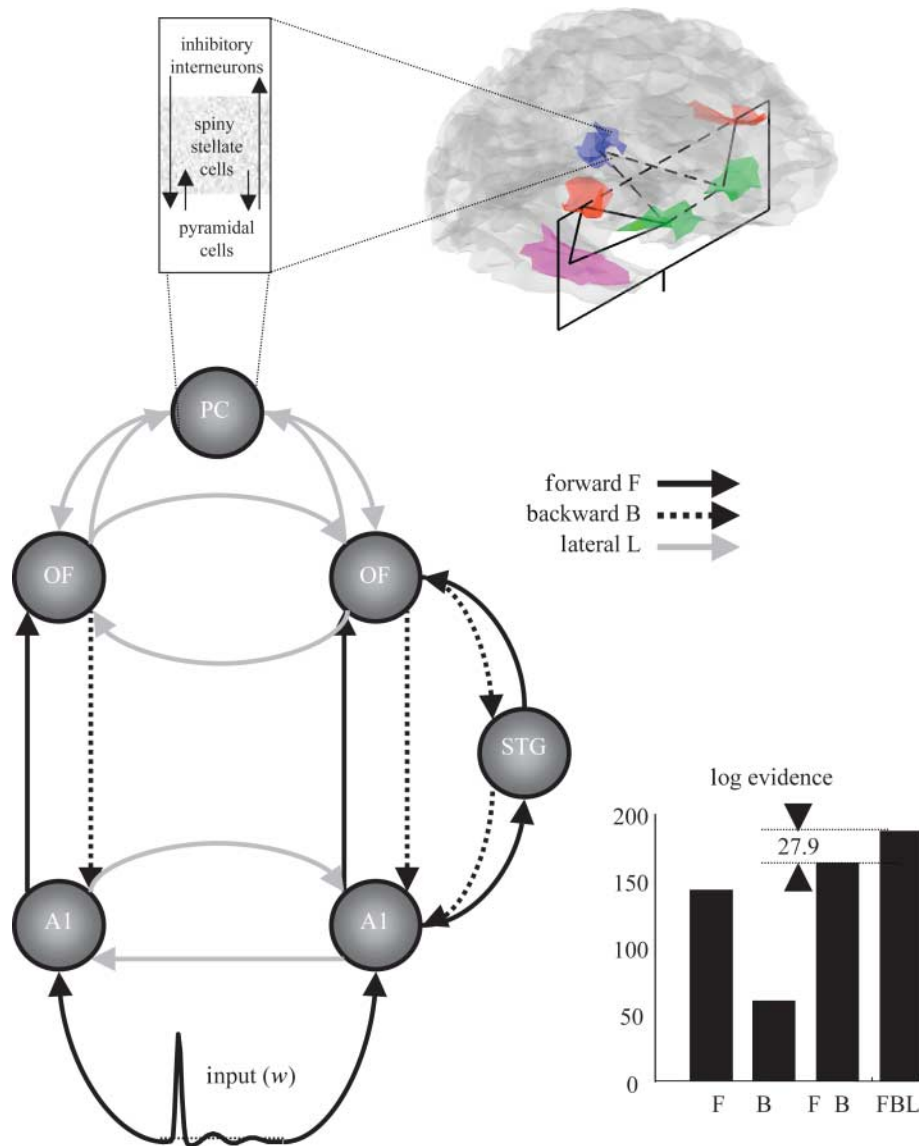 inhibitory
interneurons
spiny
stellate
cells
pyramidal
cells
PC
forward F
backward B
lateral L
OF
OF
STG
A1
A1
input (w)
log evidence
200
27.9
150
100
50
0
F B F B FBL